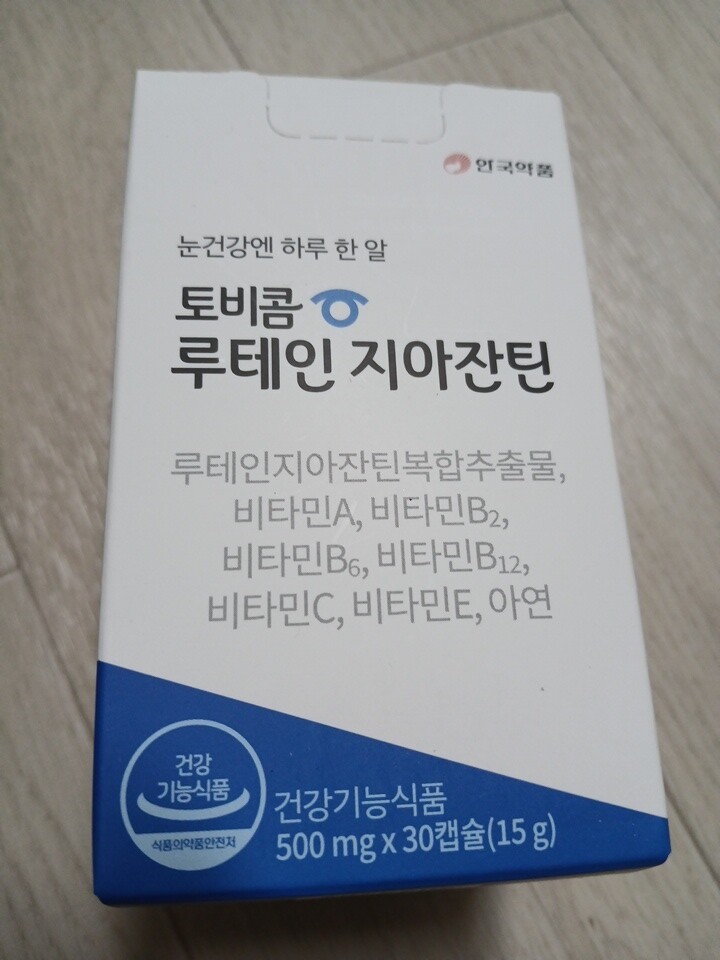 안국약품
눈건강엔 하루 한 알
토비콤
루테인 지아잔틴
루테인지아잔틴복합추출물,
비타민A, 비타민B₂,
비타민B₆, 비타민B₁₂,
비타민C, 비타민E, 아연
건강
기능식품
식품의약품안전처
건강기능식품
500 mg x 30캡슐(15 g)